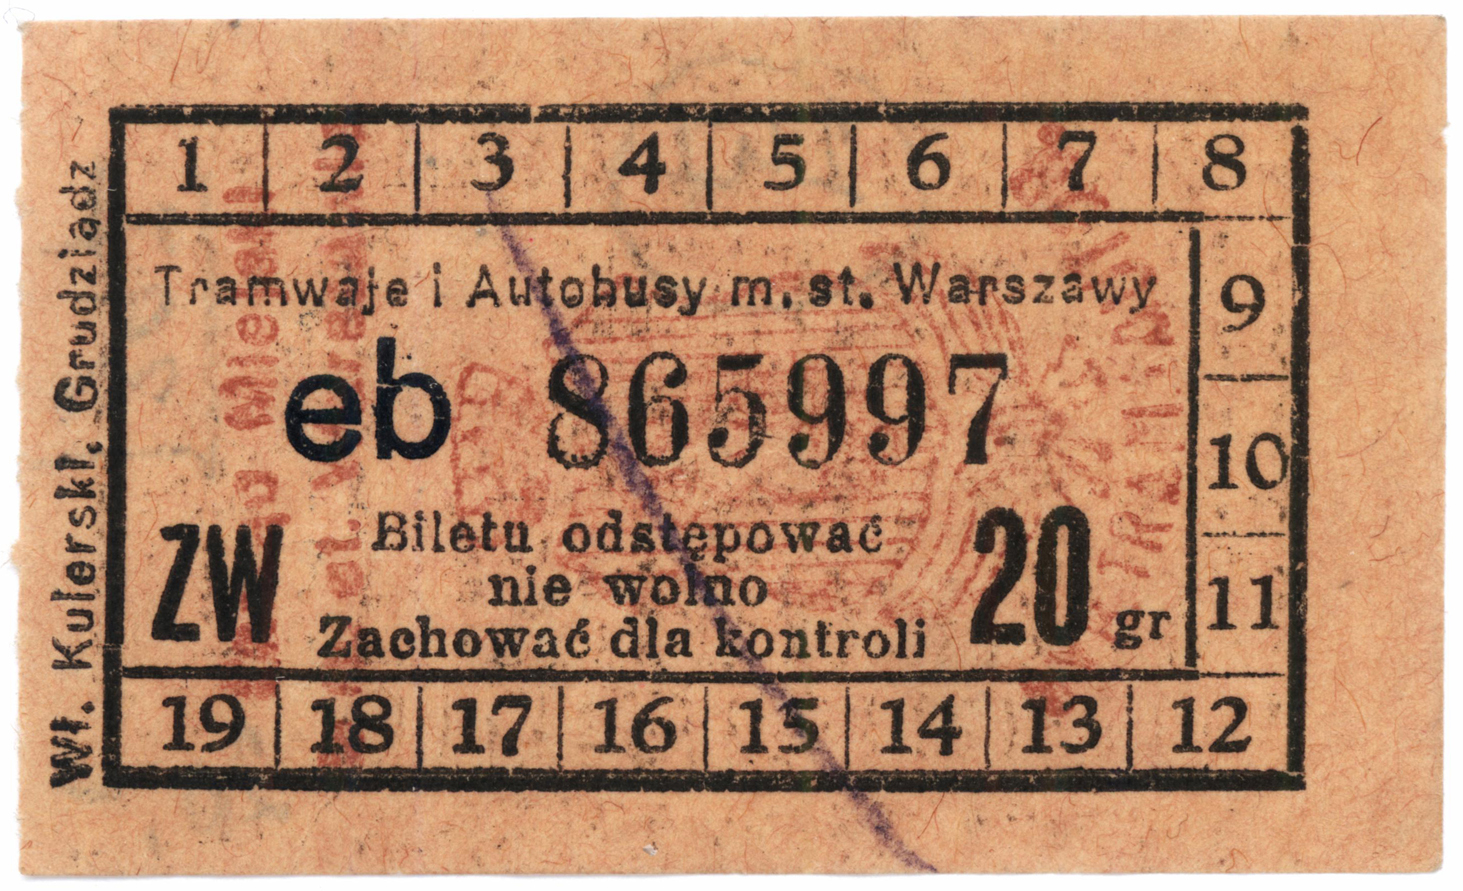 1 2 3 4 5 6 7 8
Tramwaje i Autobusy m. st. Warszawy
9
eb 865997
10
ZW
Biletu odstępować
nie wolno
Zachować dla kontroli
20 gr
11
19 18 17 16 15 14 13 12
Wł. Kulerski. Grudziądz